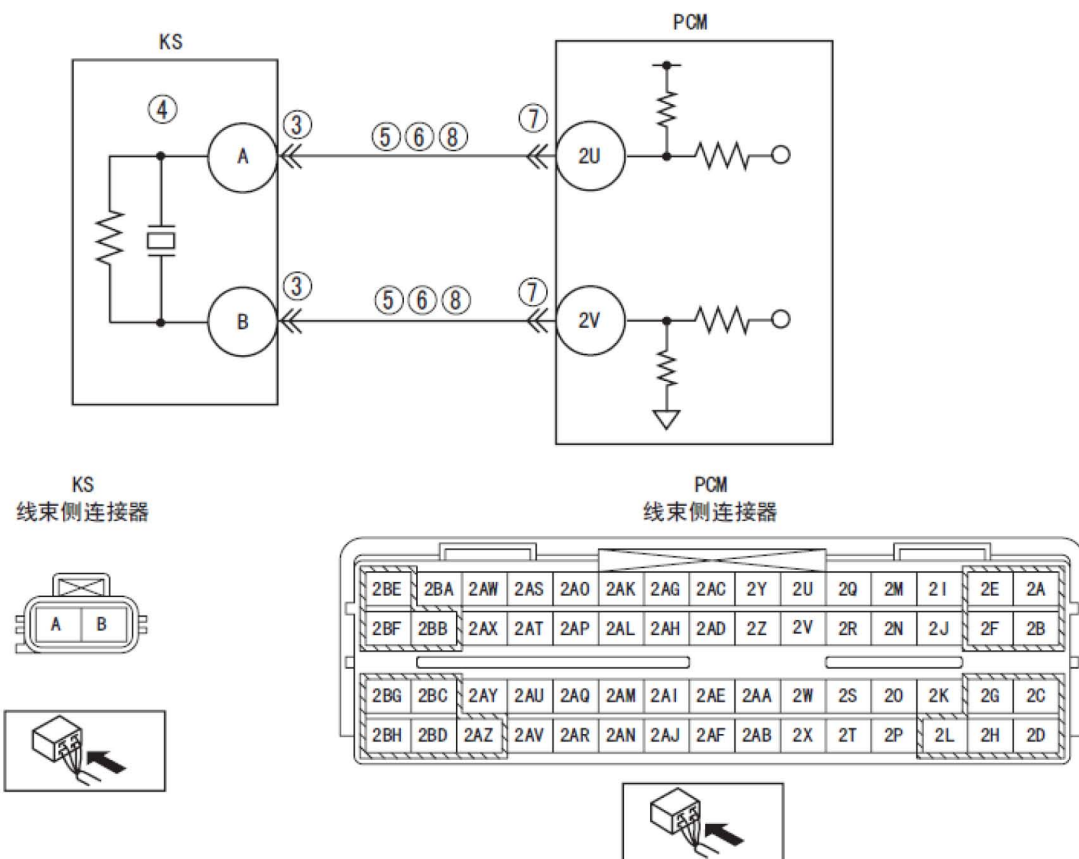 KS
PCM
④
③
⑤⑥⑧
⑦
A
2U
③
⑤⑥⑧
⑦
B
2V
KS
线束侧连接器
PCM
线束侧连接器
A B
2BE 2BA 2AW 2AS 2AO 2AK 2AG 2AC 2Y 2U 2Q 2M 2I 2E 2A
2BF 2BB 2AX 2AT 2AP 2AL 2AH 2AD 2Z 2V 2R 2N 2J 2F 2B
2BG 2BC 2AY 2AU 2AQ 2AM 2AI 2AE 2AA 2W 2S 2O 2K 2G 2C
2BH 2BD 2AZ 2AV 2AR 2AN 2AJ 2AF 2AB 2X 2T 2P 2L 2H 2D